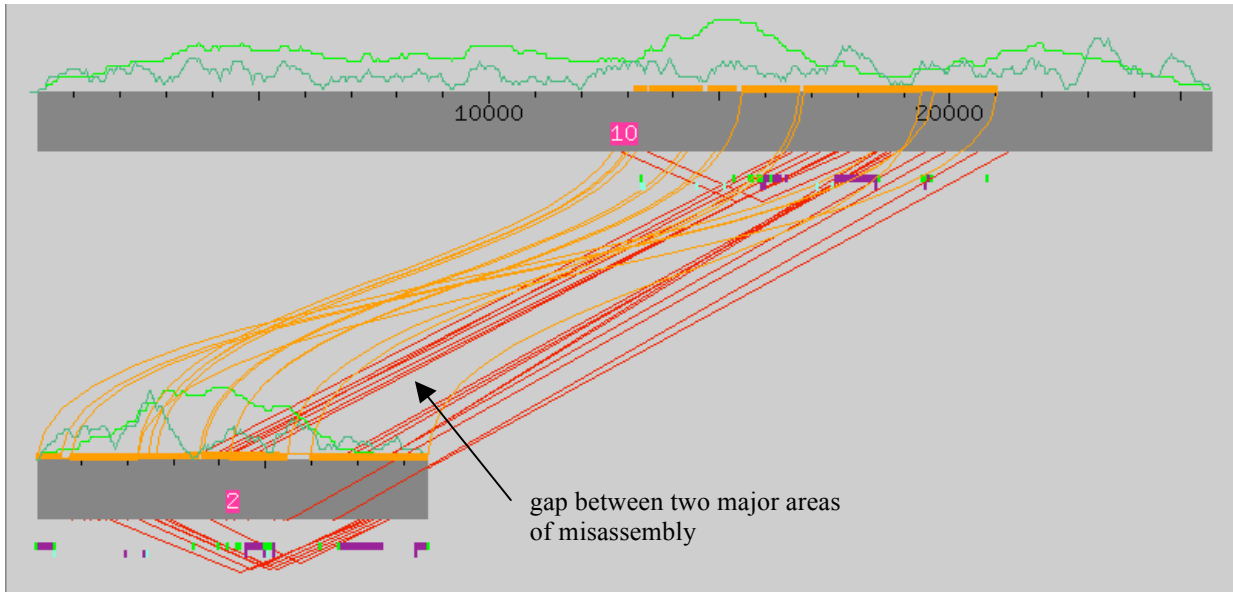 10000
20000
10
2
gap between two major areas
of misassembly